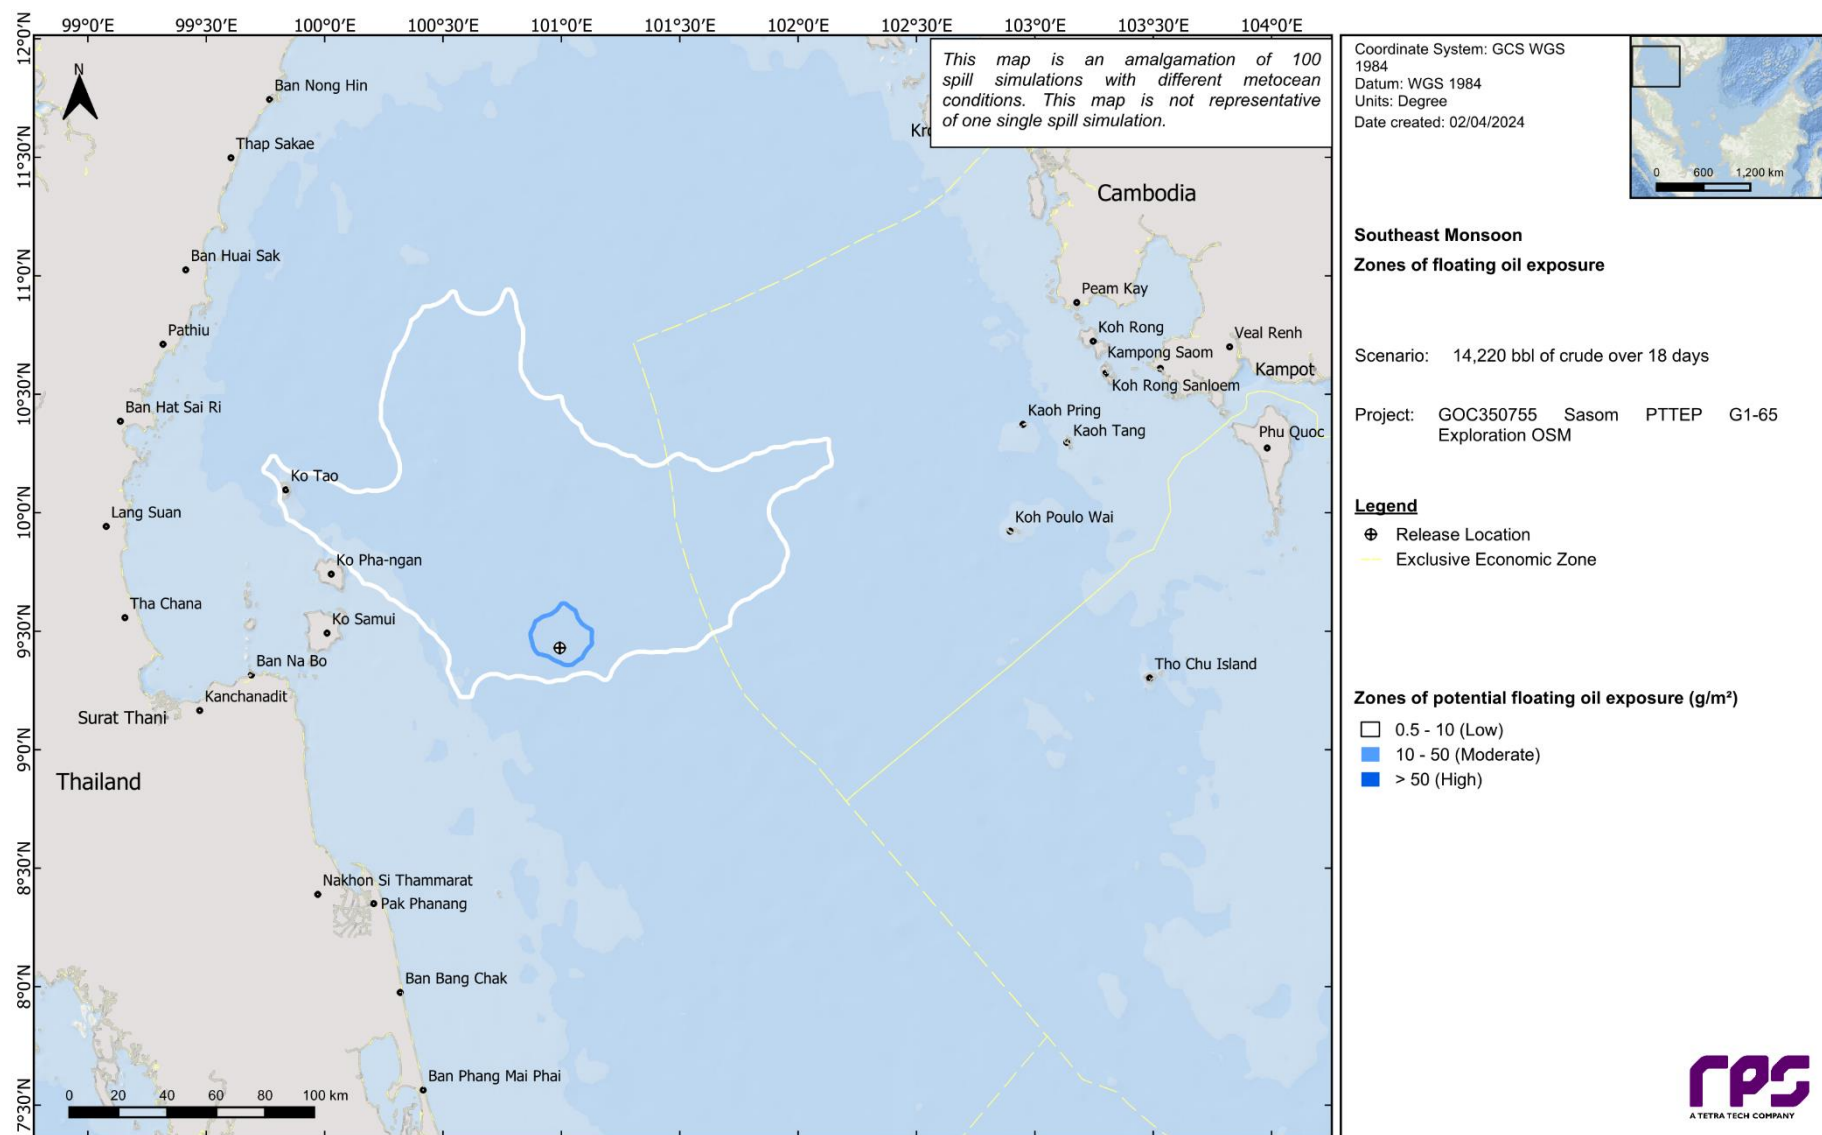 99°0'E 99°30'E 100°0'E 100°30'E 101°0'E 101°30'E 102°0'E 102°30'E 103°0'E 103°30'E 104°0'E
12°0'N
11°30'N
11°0'N
10°30'N
10°0'N
9°30'N
9°0'N
8°30'N
8°0'N
7°30'N
N
This map is an amalgamation of 100
spill simulations with different metocean
conditions. This map is not representative
of one single spill simulation.
Ban Nong Hin
Thap Sakae
Ban Huai Sak
Pathiu
Ban Hat Sai Ri
Ko Tao
Lang Suan
Ko Pha-ngan
Tha Chana
Ko Samui
Ban Na Bo
Kanchanadit
Surat Thani
Thailand
Nakhon Si Thammarat
Pak Phanang
Ban Bang Chak
Ban Phang Mai Phai
Cambodia
Peam Kay
Koh Rong
Veal Renh
Kampong Saom
Kampot
Koh Rong Sanloem
Kaoh Pring
Kaoh Tang
Phu Quoc
Koh Poulo Wai
Tho Chu Island
0 20 40 60 80 100 km
Coordinate System: GCS WGS
1984
Datum: WGS 1984
Units: Degree
Date created: 02/04/2024
0 600 1,200 km
Southeast Monsoon
Zones of floating oil exposure
Scenario: 14,220 bbl of crude over 18 days
Project: GOC350755 Sasom PTTEP G1-65
Exploration OSM
Legend
Release Location
Exclusive Economic Zone
Zones of potential floating oil exposure (g/m²)
0.5 - 10 (Low)
10 - 50 (Moderate)
> 50 (High)
rps
A TETRA TECH COMPANY